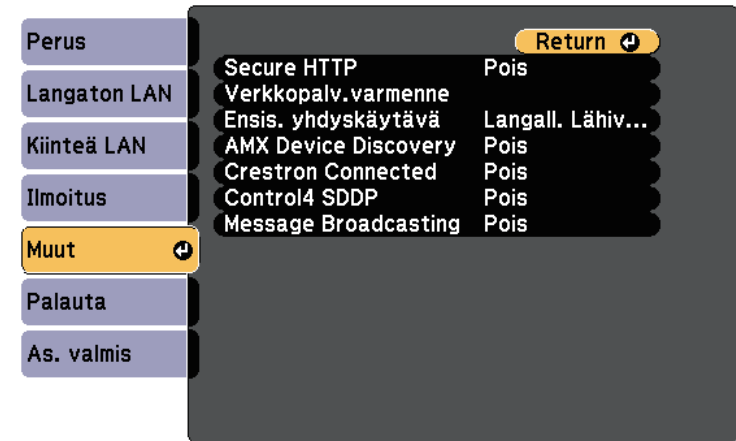 Perus
Langaton LAN
Kiinteä LAN
Ilmoitus
Muut
Palauta
As. valmis
Return
Secure HTTP Pois
Verkkopalv.varmenne
Ensis. yhdyskäytävä Langall. Lähiv...
AMX Device Discovery Pois
Crestron Connected Pois
Control4 SDDP Pois
Message Broadcasting Pois